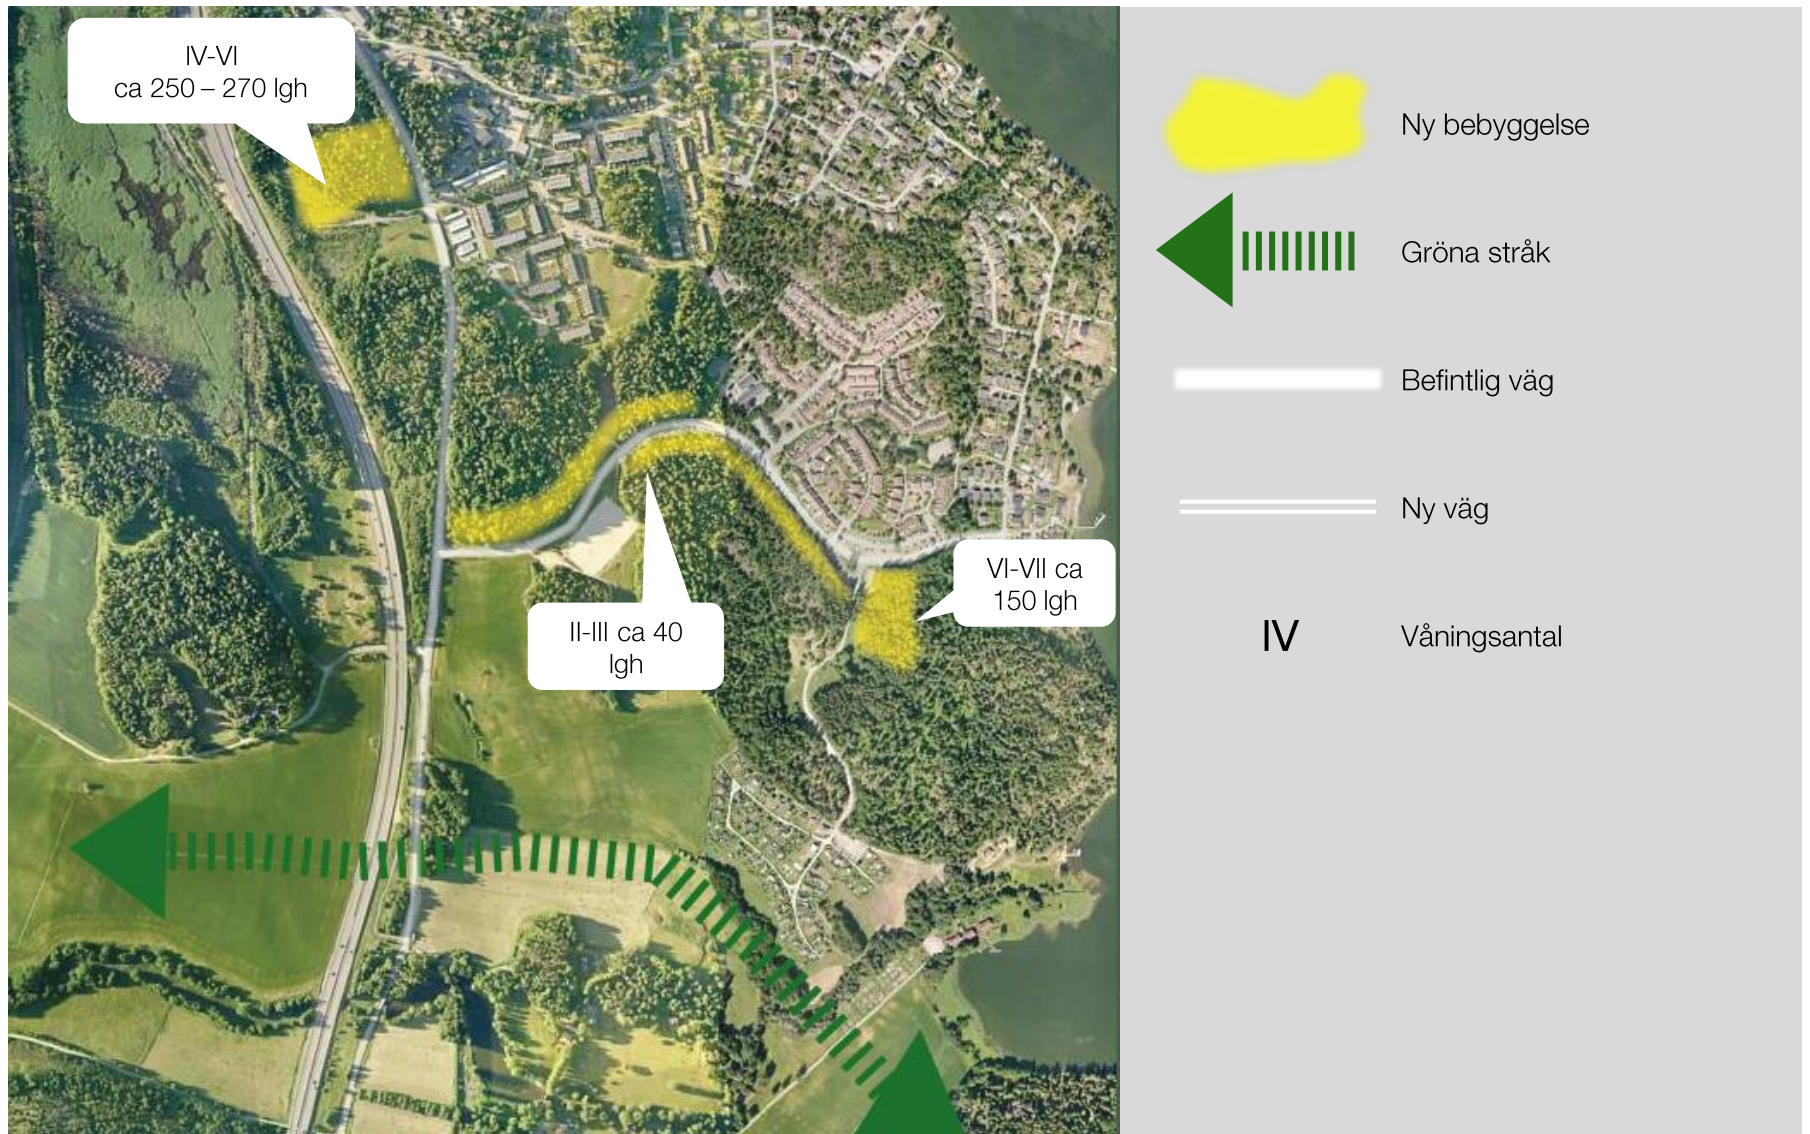 IV-VI
ca 250 – 270 lgh
II-III ca 40
lgh
VI-VII ca
150 lgh
Ny bebyggelse
Gröna stråk
Befintlig väg
Ny väg
IV
Våningsantal